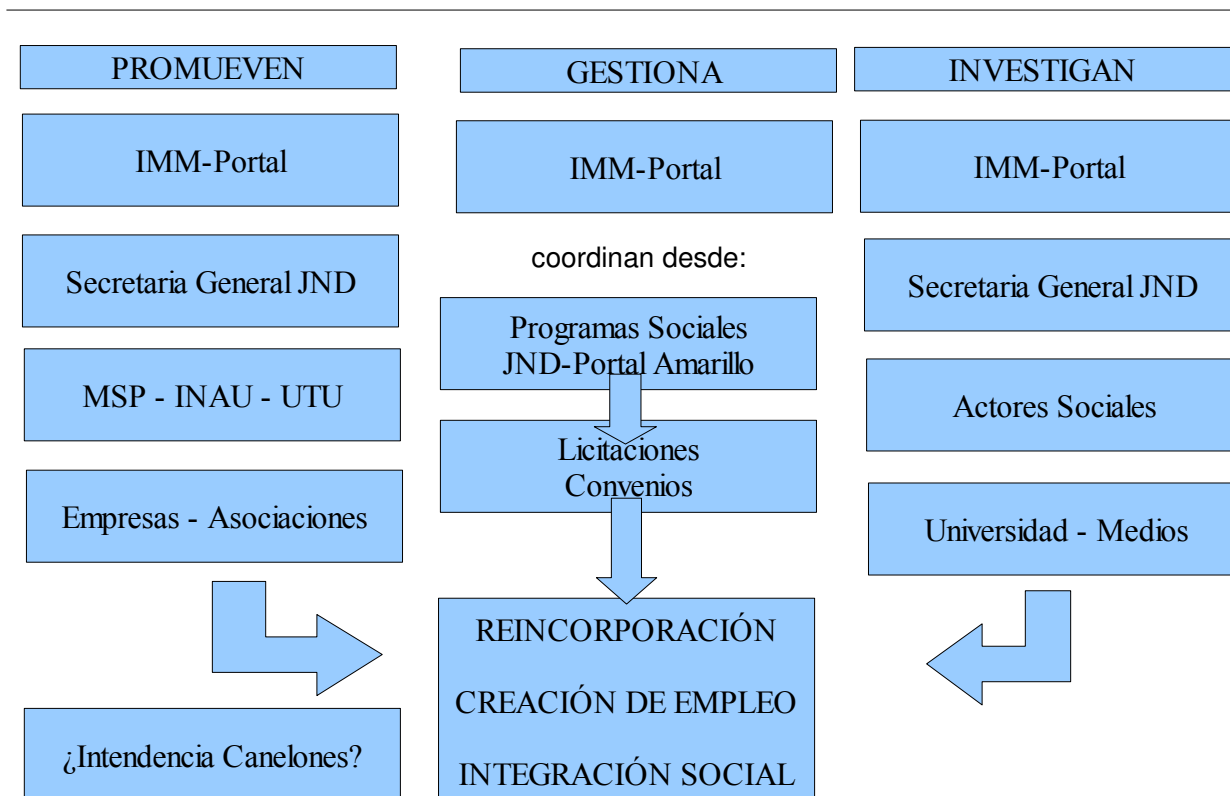 PROMUEVEN
IMM-Portal
Secretaria General JND
MSP - INAU - UTU
Empresas - Asociaciones
¿Intendencia Canelones?
GESTIONA
IMM-Portal
coordinan desde:
Programas Sociales
JND-Portal Amarillo
Licitaciones
Convenios
REINCORPORACIÓN
CREACIÓN DE EMPLEO
INTEGRACIÓN SOCIAL
INVESTIGAN
IMM-Portal
Secretaria General JND
Actores Sociales
Universidad - Medios